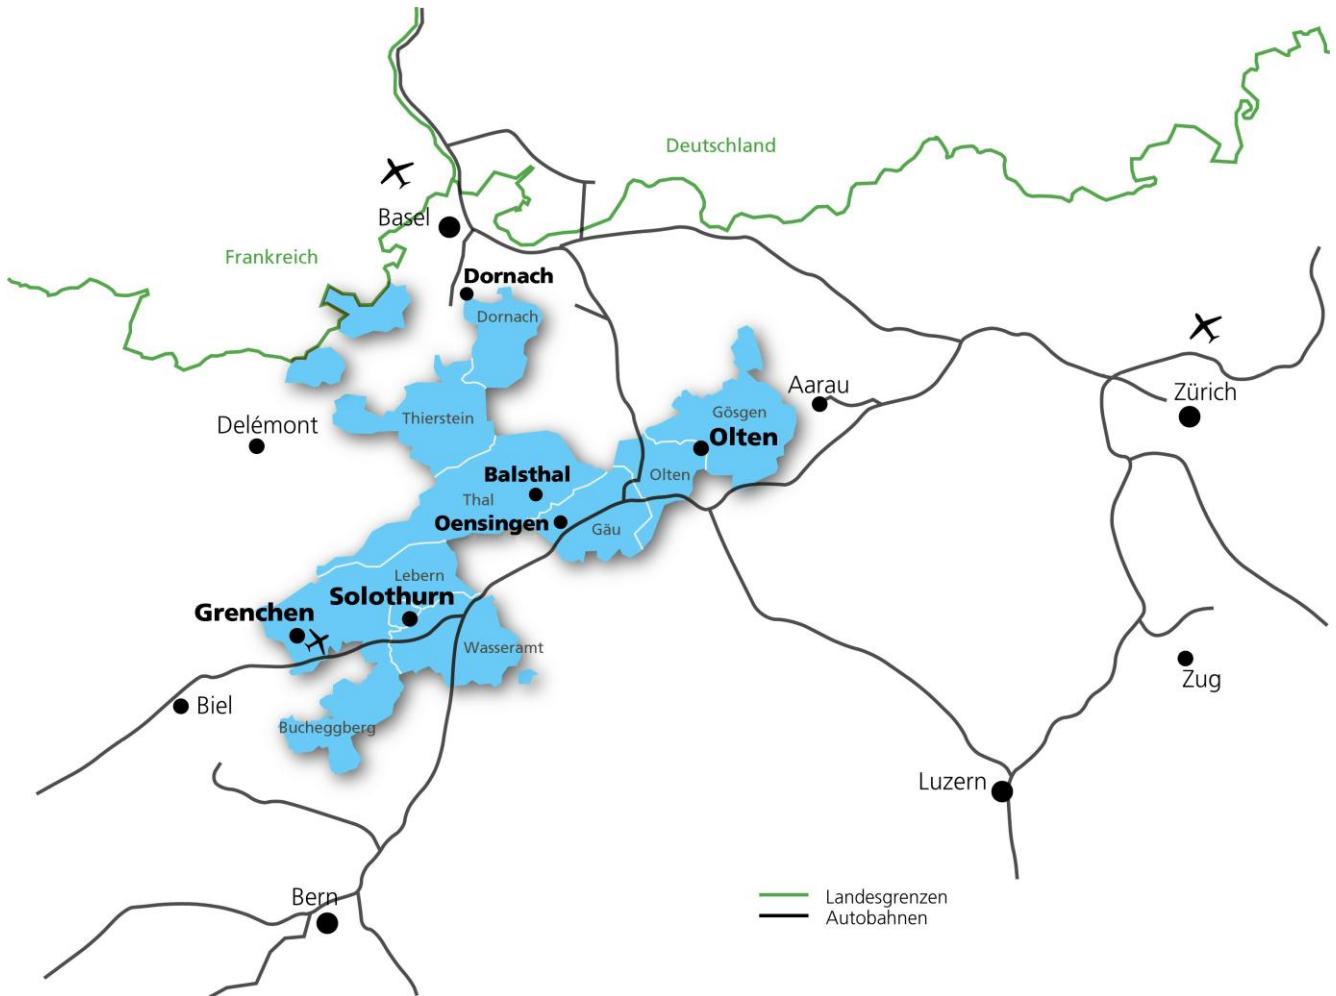 Deutschland
Basel
Frankreich
Dornach
Dornach
Zürich
Aarau
Gösgen
Thierstein
Delémont
Olten
Olten
Balsthal
Thal
Oensingen
Gäu
Lebern
Solothurn
Grenchen
Wasseramt
Zug
Biel
Bucheggberg
Luzern
Bern
Landesgrenzen
Autobahnen